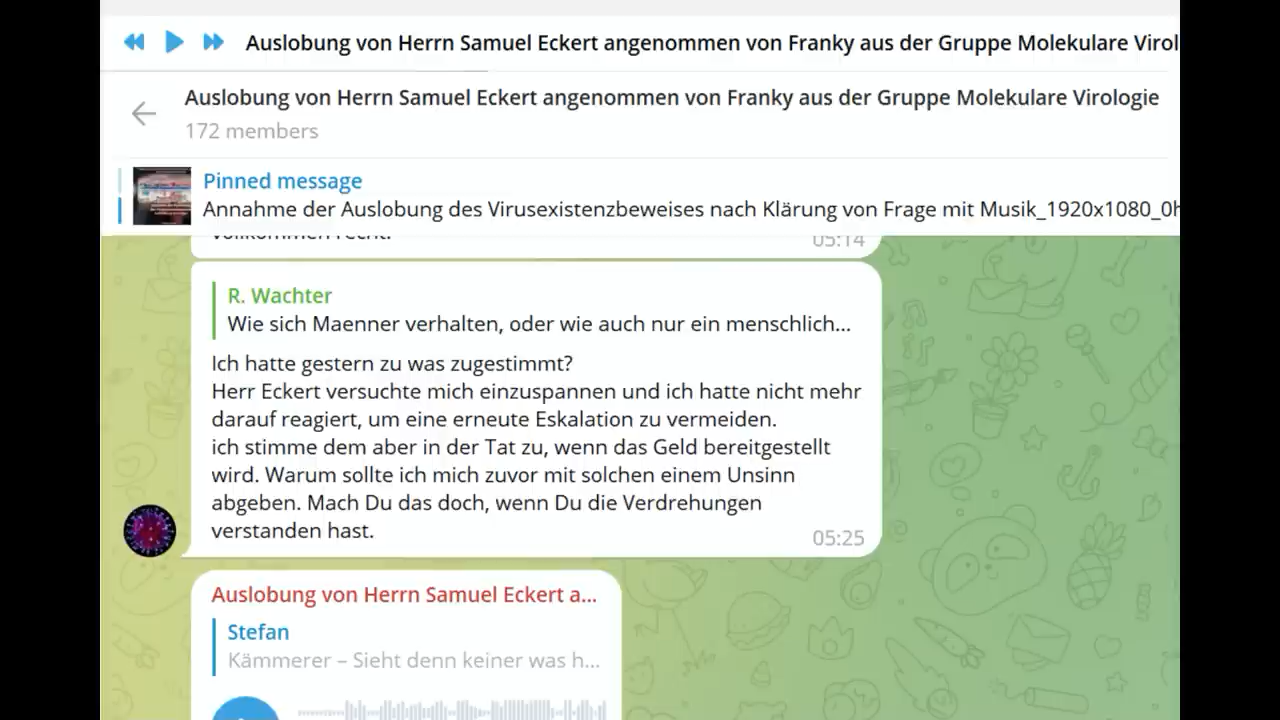 Auslobung von Herrn Samuel Eckert angenommen von Franky aus der Gruppe Molekulare Virol
Auslobung von Herrn Samuel Eckert angenommen von Franky aus der Gruppe Molekulare Virologie
172 members
Pinned message
Annahme der Auslobung des Virusexistenzbeweises nach Klärung von Frage mit Musik_1920x1080_0h
vollkommen recht.
05:14
R. Wachter
Wie sich Maenner verhalten, oder wie auch nur ein menschlich...
Ich hatte gestern zu was zugestimmt?
Herr Eckert versuchte mich einzuspannen und ich hatte nicht mehr
darauf reagiert, um eine erneute Eskalation zu vermeiden.
ich stimme dem aber in der Tat zu, wenn das Geld bereitgestellt
wird. Warum sollte ich mich zuvor mit solchen einem Unsinn
abgeben. Mach Du das doch, wenn Du die Verdrehungen
verstanden hast.
05:25
Auslobung von Herrn Samuel Eckert a...
Stefan
Kämmerer – Sieht denn keiner was h...